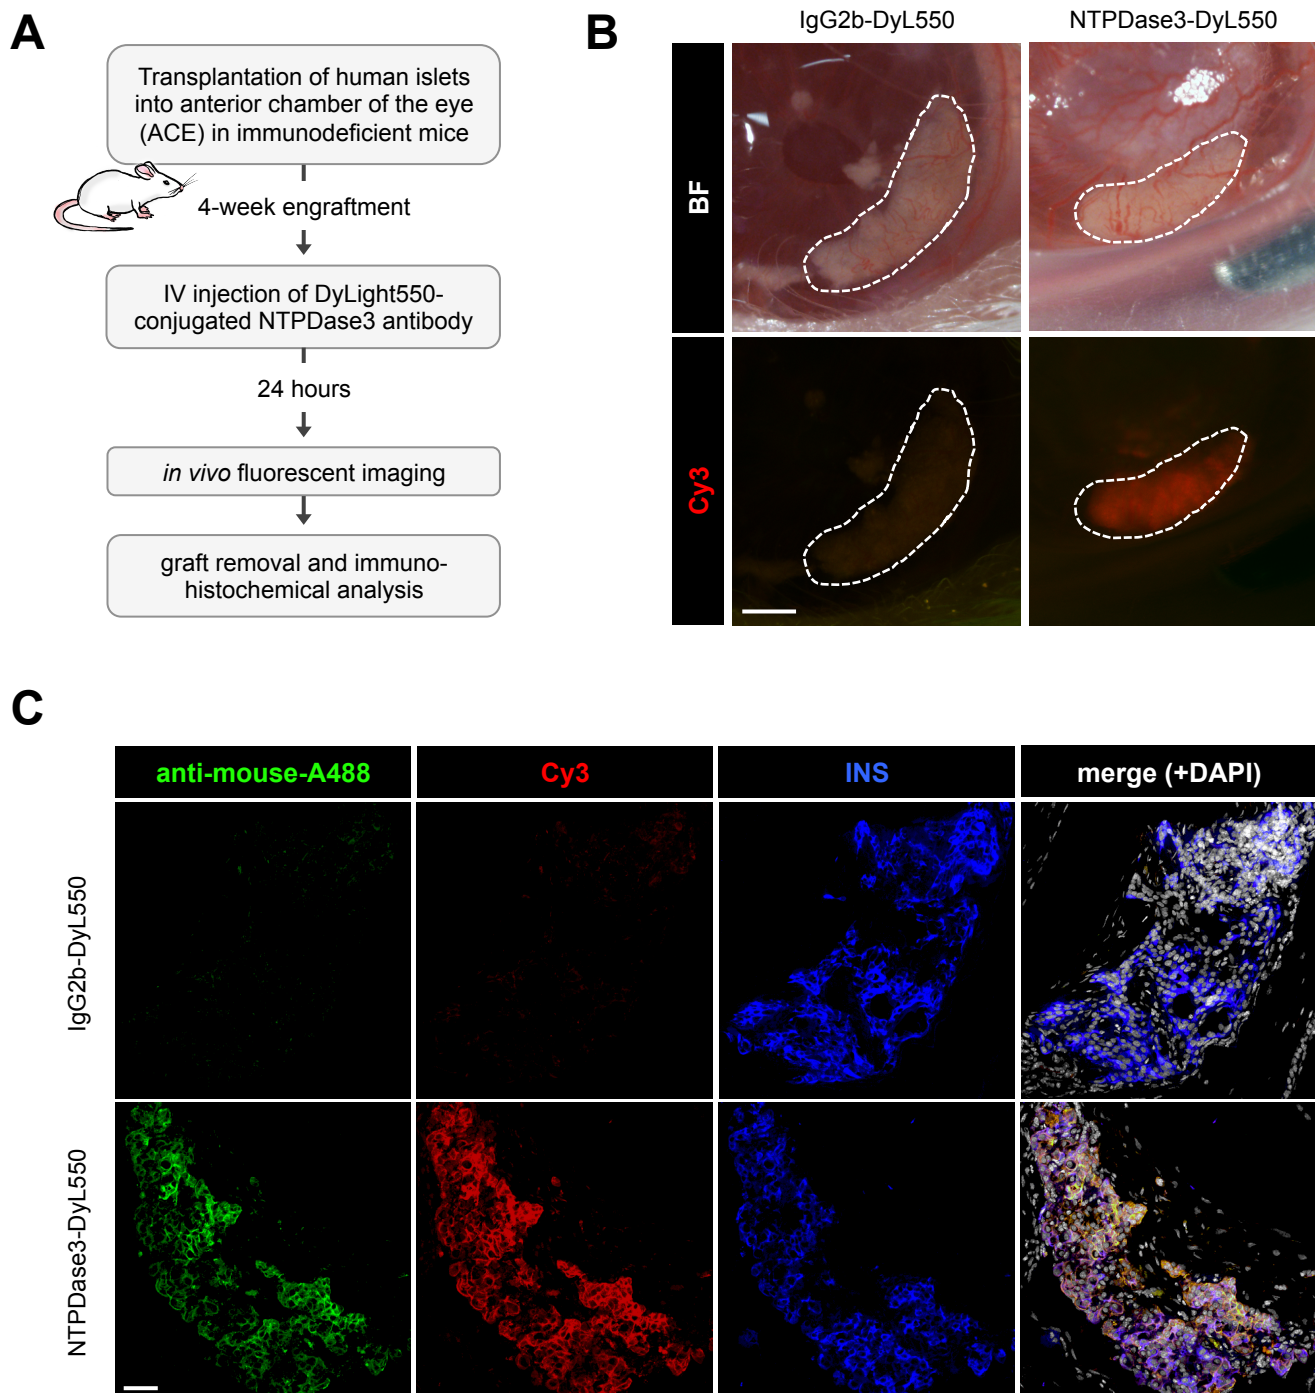 A
Transplantation of human islets
into anterior chamber of the eye
(ACE) in immunodeficient mice
4-week engraftment
IV injection of DyLight550-
conjugated NTPDase3 antibody
24 hours
in vivo fluorescent imaging
graft removal and immuno-
histochemical analysis
B
IgG2b-DyL550
NTPDase3-DyL550
BF
Cy3
C
anti-mouse-A488
Cy3
INS
merge (+DAPI)
IgG2b-DyL550
NTPDase3-DyL550